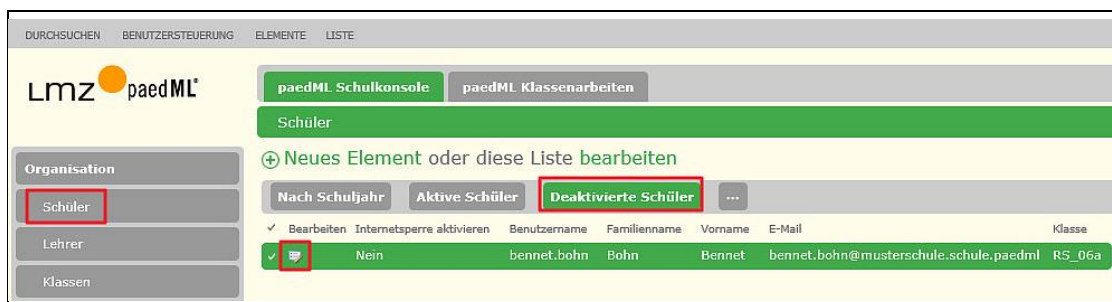 DURCHSUCHEN BENUTZERSTEUERUNG ELEMENTE LISTE
LMZ paedML®
paedML Schulkonsole paedML Klassenarbeiten
Schüler
Neues Element oder diese Liste bearbeiten
Organisation
Schüler
Lehrer
Klassen
Nach Schuljahr Aktive Schüler Deaktivierte Schüler ...
Bearbeiten Internetsperre aktivieren Benutzername Familienname Vorname E-Mail Klasse
Nein bennet.bohn Bohn Bennet bennet.bohn@musterschule.schule.paedml RS_06a